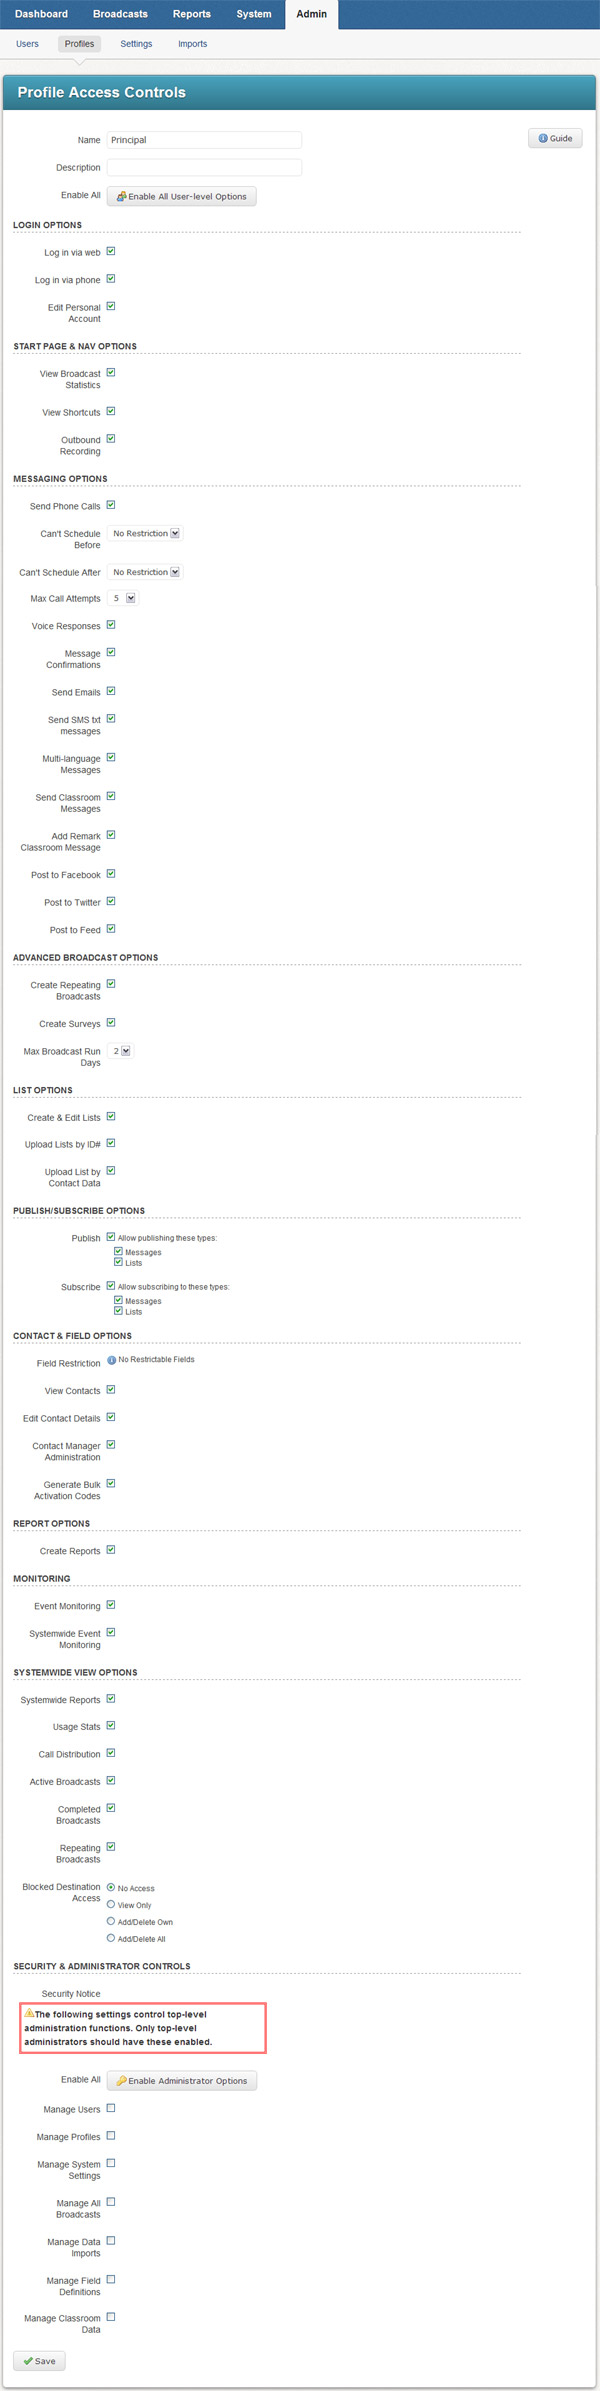 Dashboard Broadcasts Reports System Admin
Users Profiles Settings Imports
Profile Access Controls
Name Principal Guide
Description
Enable All Enable All User-level Options
LOGIN OPTIONS
Log in via web
Log in via phone
Edit Personal
Account
START PAGE & NAV OPTIONS
View Broadcast
Statistics
View Shortcuts
Outbound
Recording
MESSAGING OPTIONS
Send Phone Calls
Can't Schedule
Before
No Restriction
Can't Schedule After No Restriction
Max Call Attempts 5
Voice Responses
Message
Confirmations
Send Emails
Send SMS txt
messages
Multi-language
Messages
Send Classroom
Messages
Add Remark
Classroom Message
Post to Facebook
Post to Twitter
Post to Feed
ADVANCED BROADCAST OPTIONS
Create Repeating
Broadcasts
Create Surveys
Max Broadcast Run
Days
2
LIST OPTIONS
Create & Edit Lists
Upload Lists by ID#
Upload List by
Contact Data
PUBLISH/SUBSCRIBE OPTIONS
Publish Allow publishing these types:
Messages
Lists
Subscribe Allow subscribing to these types:
Messages
Lists
CONTACT & FIELD OPTIONS
Field Restriction No Restrictable Fields
View Contacts
Edit Contact Details
Contact Manager
Administration
Generate Bulk
Activation Codes
REPORT OPTIONS
Create Reports
MONITORING
Event Monitoring
Systemwide Event
Monitoring
SYSTEMWIDE VIEW OPTIONS
Systemwide Reports
Usage Stats
Call Distribution
Active Broadcasts
Completed
Broadcasts
Repeating
Broadcasts
Blocked Destination
Access
No Access
View Only
Add/Delete Own
Add/Delete All
SECURITY & ADMINISTRATOR CONTROLS
Security Notice
The following settings control top-level
administration functions. Only top-level
administrators should have these enabled.
Enable All Enable Administrator Options
Manage Users
Manage Profiles
Manage System
Settings
Manage All
Broadcasts
Manage Data
Imports
Manage Field
Definitions
Manage Classroom
Data
Save